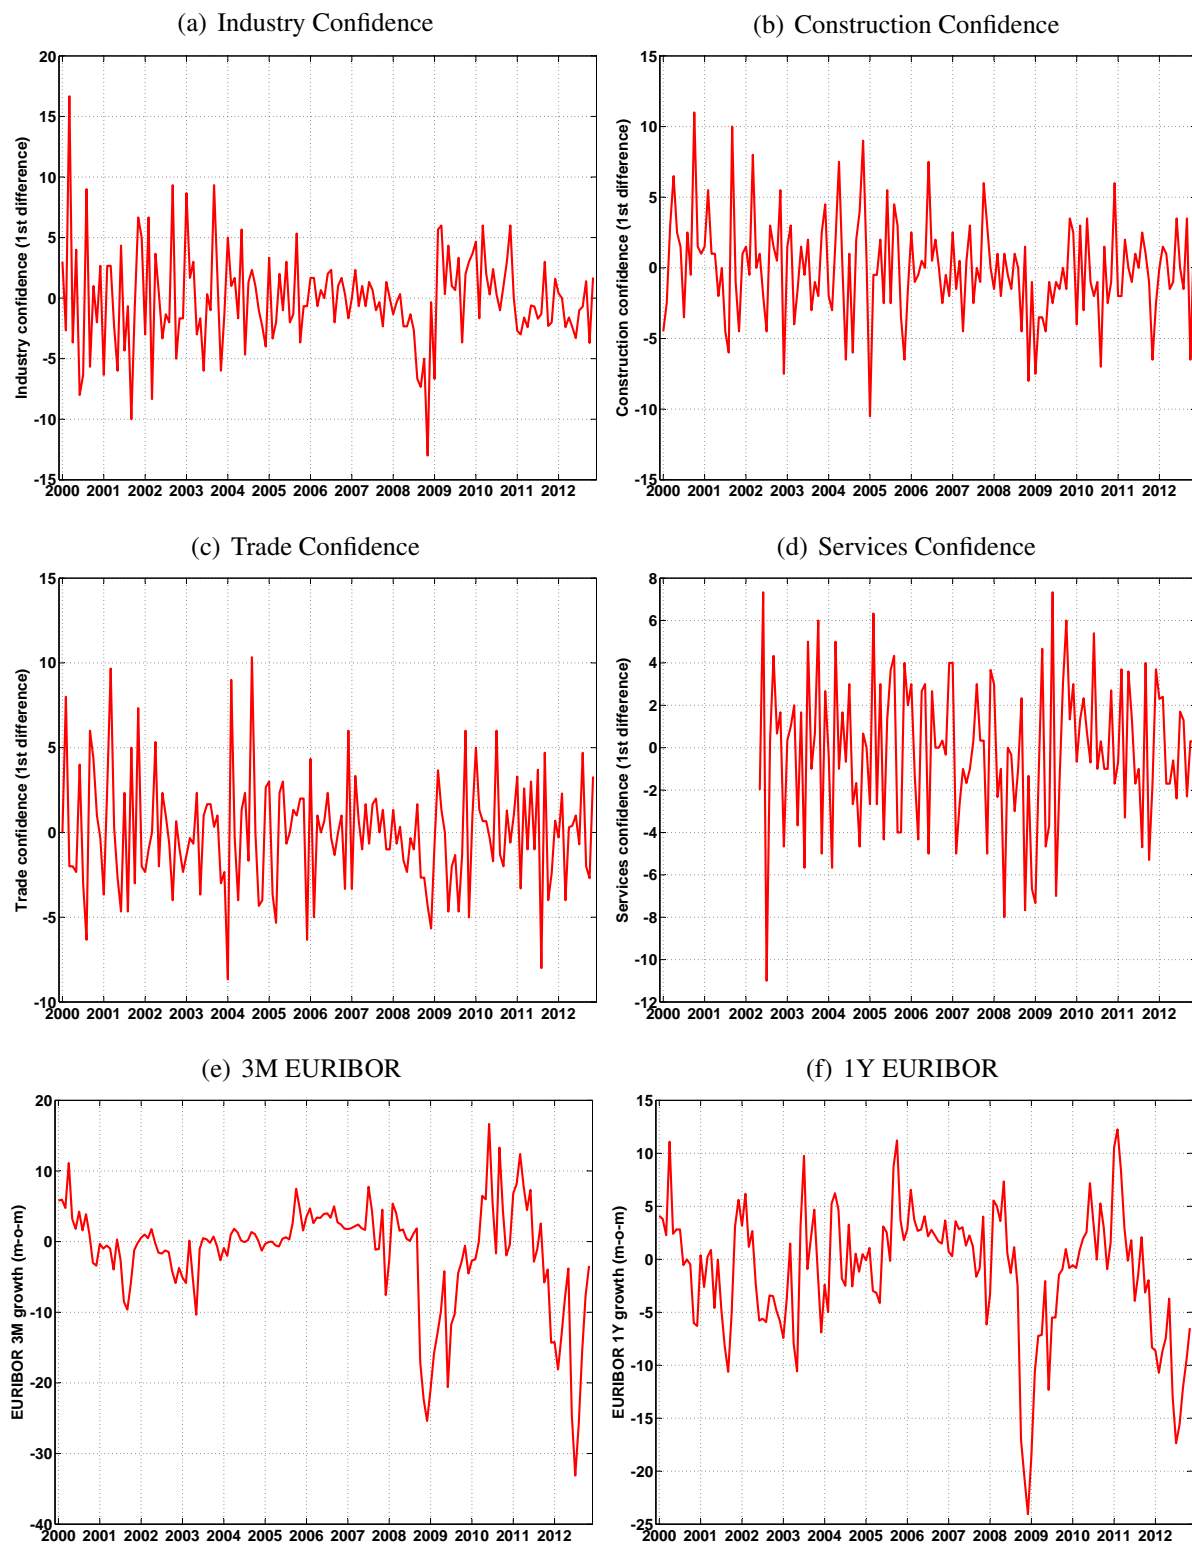 (a) Industry Confidence
20
15
10
5
0
-5
-10
-15
Industry confidence (1st difference)
2000 2001 2002 2003 2004 2005 2006 2007 2008 2009 2010 2011 2012
(b) Construction Confidence
15
10
5
0
-5
-10
-15
Construction confidence (1st difference)
2000 2001 2002 2003 2004 2005 2006 2007 2008 2009 2010 2011 2012
(c) Trade Confidence
15
10
5
0
-5
-10
Trade confidence (1st difference)
2000 2001 2002 2003 2004 2005 2006 2007 2008 2009 2010 2011 2012
(d) Services Confidence
8
6
4
2
0
-2
-4
-6
-8
-10
-12
Services confidence (1st difference)
2000 2001 2002 2003 2004 2005 2006 2007 2008 2009 2010 2011 2012
(e) 3M EURIBOR
20
10
0
-10
-20
-30
-40
EURIBOR 3M growth (m-o-m)
2000 2001 2002 2003 2004 2005 2006 2007 2008 2009 2010 2011 2012
(f) 1Y EURIBOR
15
10
5
0
-5
-10
-15
-20
-25
EURIBOR 1Y growth (m-o-m)
2000 2001 2002 2003 2004 2005 2006 2007 2008 2009 2010 2011 2012